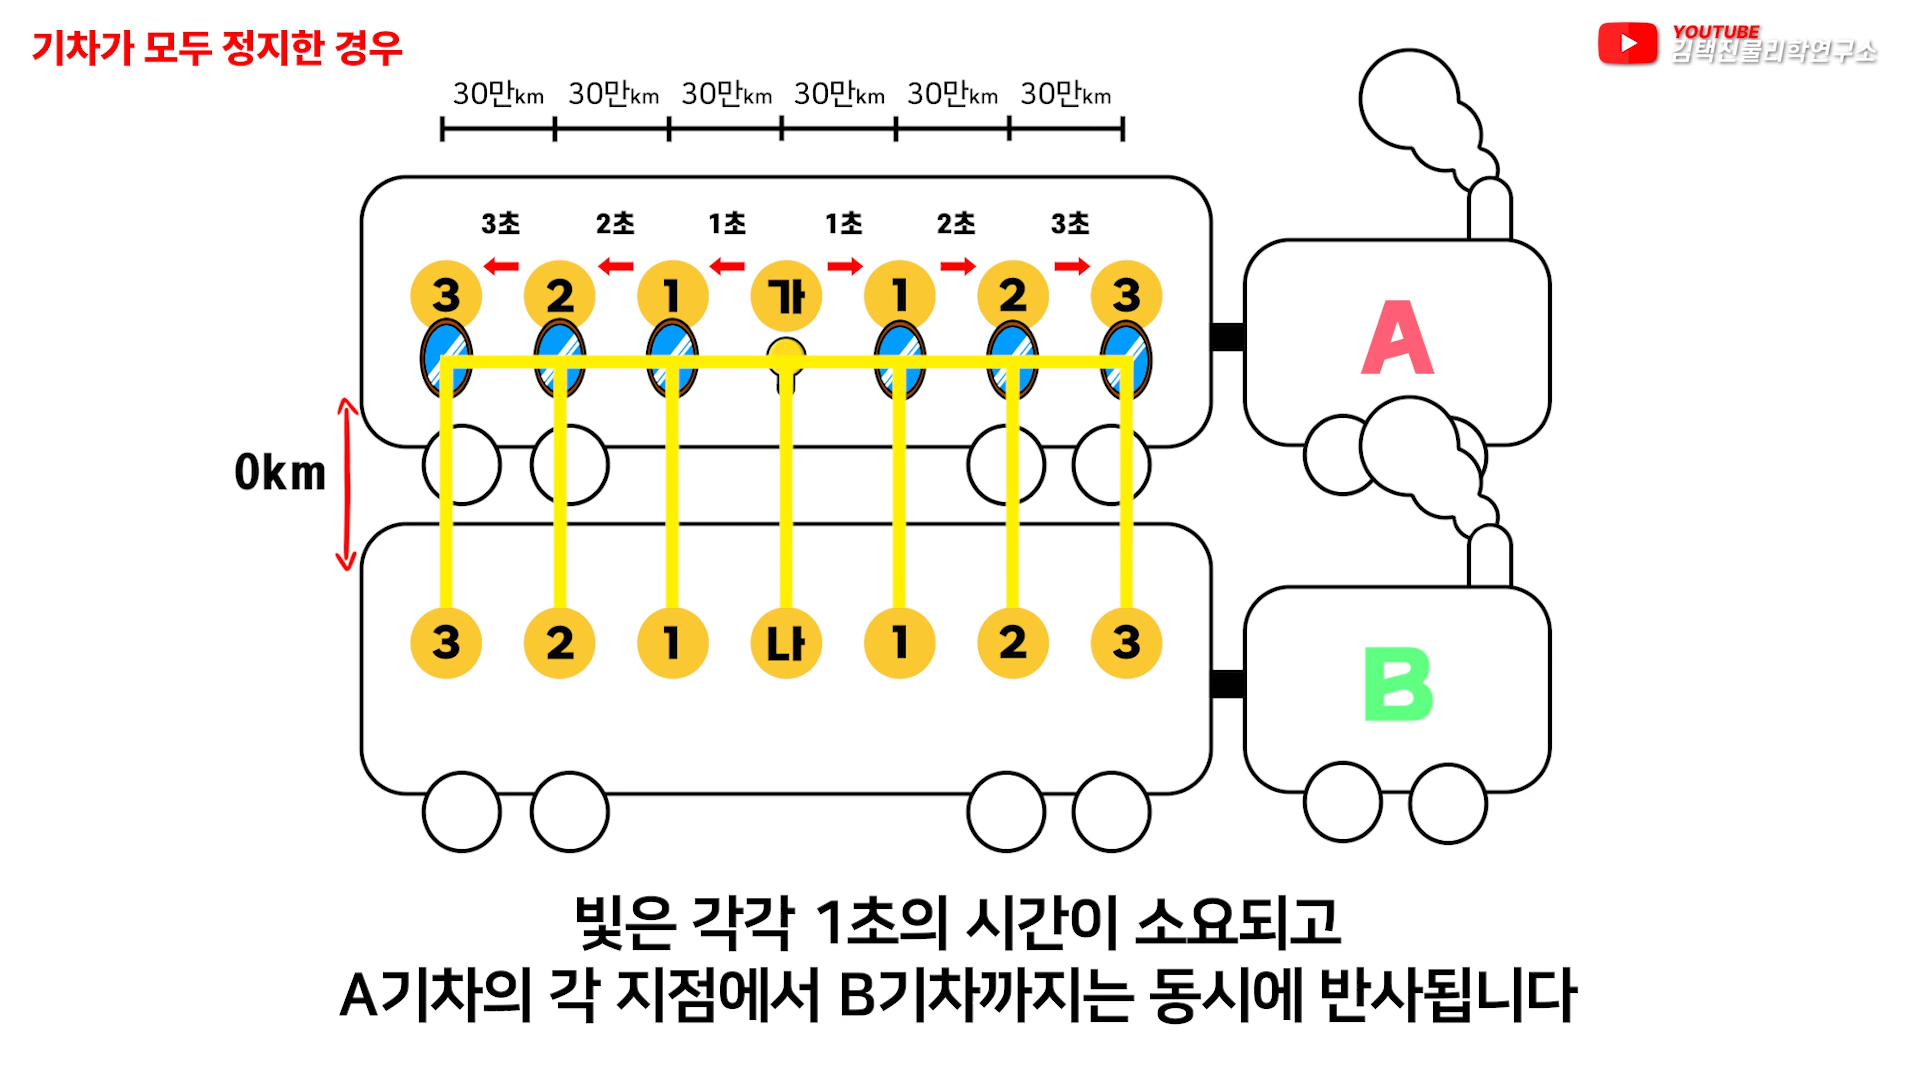 기차가 모두 정지한 경우
YOUTUBE
김택진물리학연구소
30만km 30만km 30만km 30만km 30만km 30만km
3초 2초 1초 1초 2초 3초
3 2 1 가 1 2 3
A
0km
3 2 1 나 1 2 3
B
빛은 각각 1초의 시간이 소요되고
A기차의 각 지점에서 B기차까지는 동시에 반사됩니다